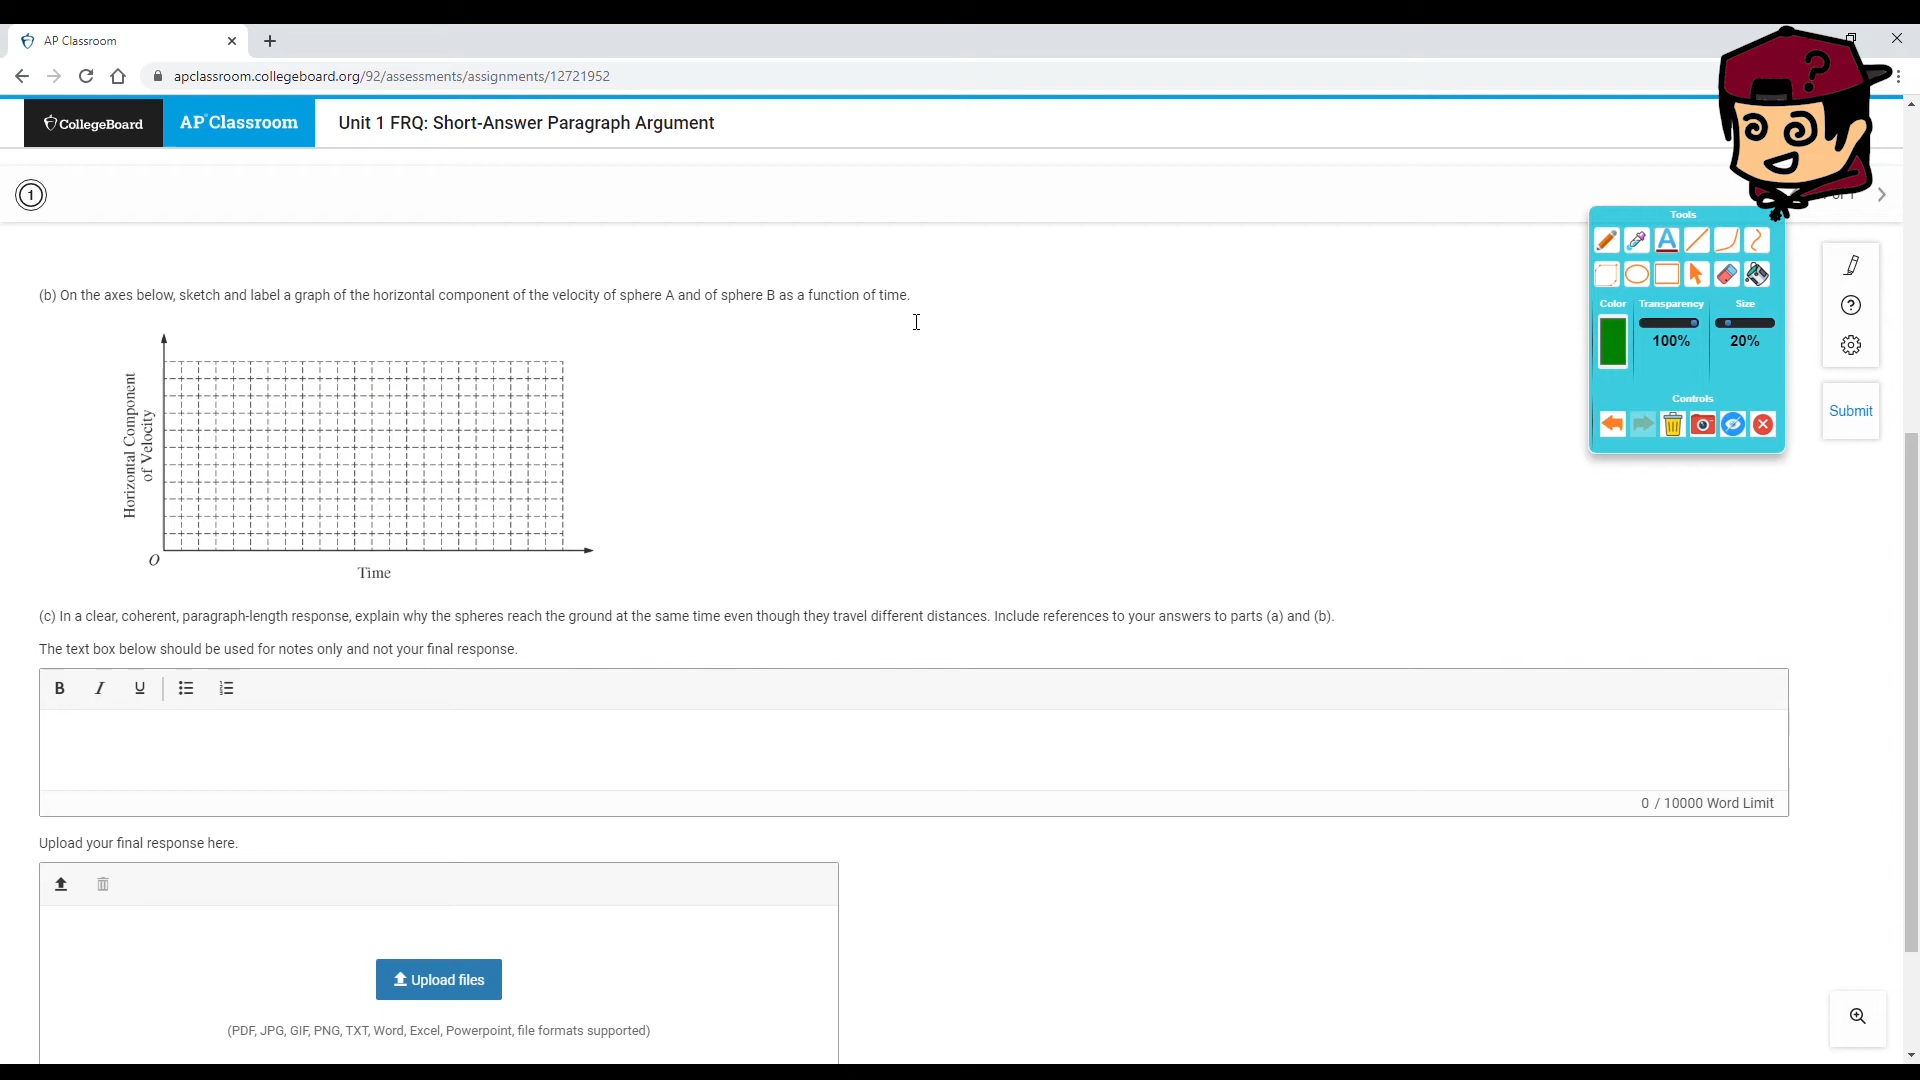 AP Classroom
apclassroom.collegeboard.org/92/assessments/assignments/12721952
CollegeBoard
AP Classroom
Unit 1 FRQ: Short-Answer Paragraph Argument
?
1
Tools
A
Color Transparency Size
100% 20%
Controls
Submit
(b) On the axes below, sketch and label a graph of the horizontal component of the velocity of sphere A and of sphere B as a function of time.
Horizontal Component
of Velocity
O
Time
(c) In a clear, coherent, paragraph-length response, explain why the spheres reach the ground at the same time even though they travel different distances. Include references to your answers to parts (a) and (b).
The text box below should be used for notes only and not your final response.
B I U
0 / 10000 Word Limit
Upload your final response here.
Upload files
(PDF, JPG, GIF, PNG, TXT, Word, Excel, Powerpoint, file formats supported)